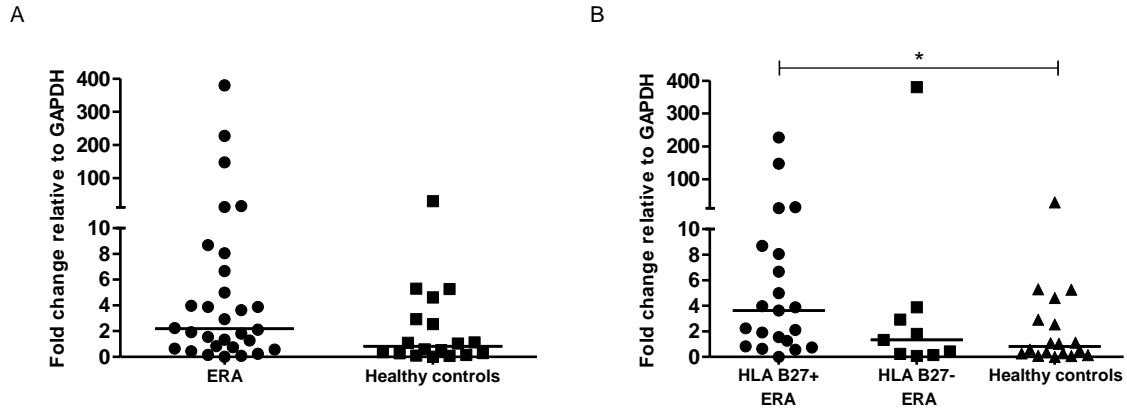 A
Fold change relative to GAPDH
400
300
200
100
10
8
6
4
2
0
ERA
Healthy controls
B
*
Fold change relative to GAPDH
400
300
200
100
10
8
6
4
2
0
HLA B27+
ERA
HLA B27-
ERA
Healthy controls